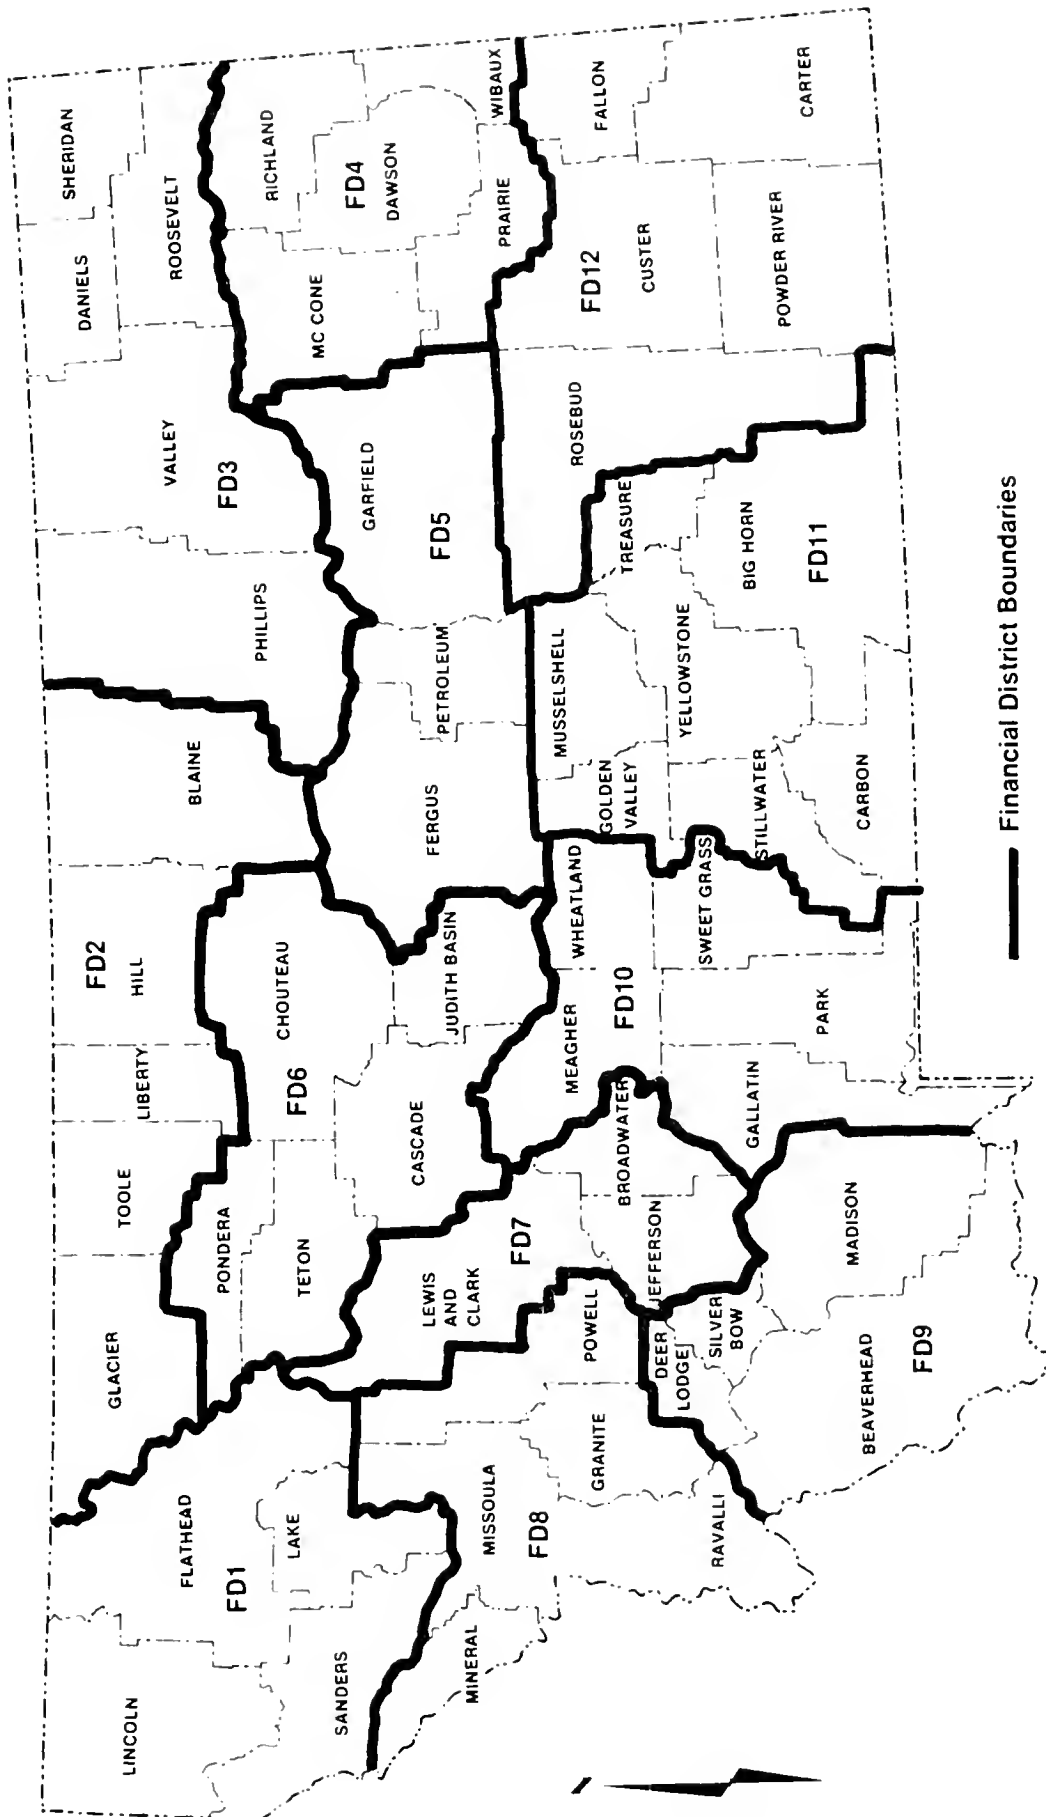 LINCOLN
FLATHEAD
FD1
LAKE
SANDERS
GLACIER
TOOLE
LIBERTY
FD2
HILL
BLAINE
PHILLIPS
VALLEY
FD3
DANIELS
SHERIDAN
ROOSEVELT
RICHLAND
FD4
DAWSON
MC CONE
PRAIRIE
WIBAUX
GARFIELD
FD5
PETROLEUM
FERGUS
PONDERA
TETON
FD6
CHOUTEAU
CASCADE
JUDITH BASIN
LEWIS
AND
CLARK
FD7
BROADWATER
JEFFERSON
POWELL
MINERAL
MISSOULA
FD8
GRANITE
RAVALLI
DEER
LODGE
SILVER
BOW
BEAVERHEAD
FD9
MADISON
MEAGHER
WHEATLAND
FD10
SWEET GRASS
PARK
GALLATIN
GOLDEN
VALLEY
MUSSELSHELL
STILLWATER
YELLOWSTONE
CARBON
TREASURE
BIG HORN
FD11
ROSEBUD
FD12
CUSTER
FALLON
POWDER RIVER
CARTER
Financial District Boundaries